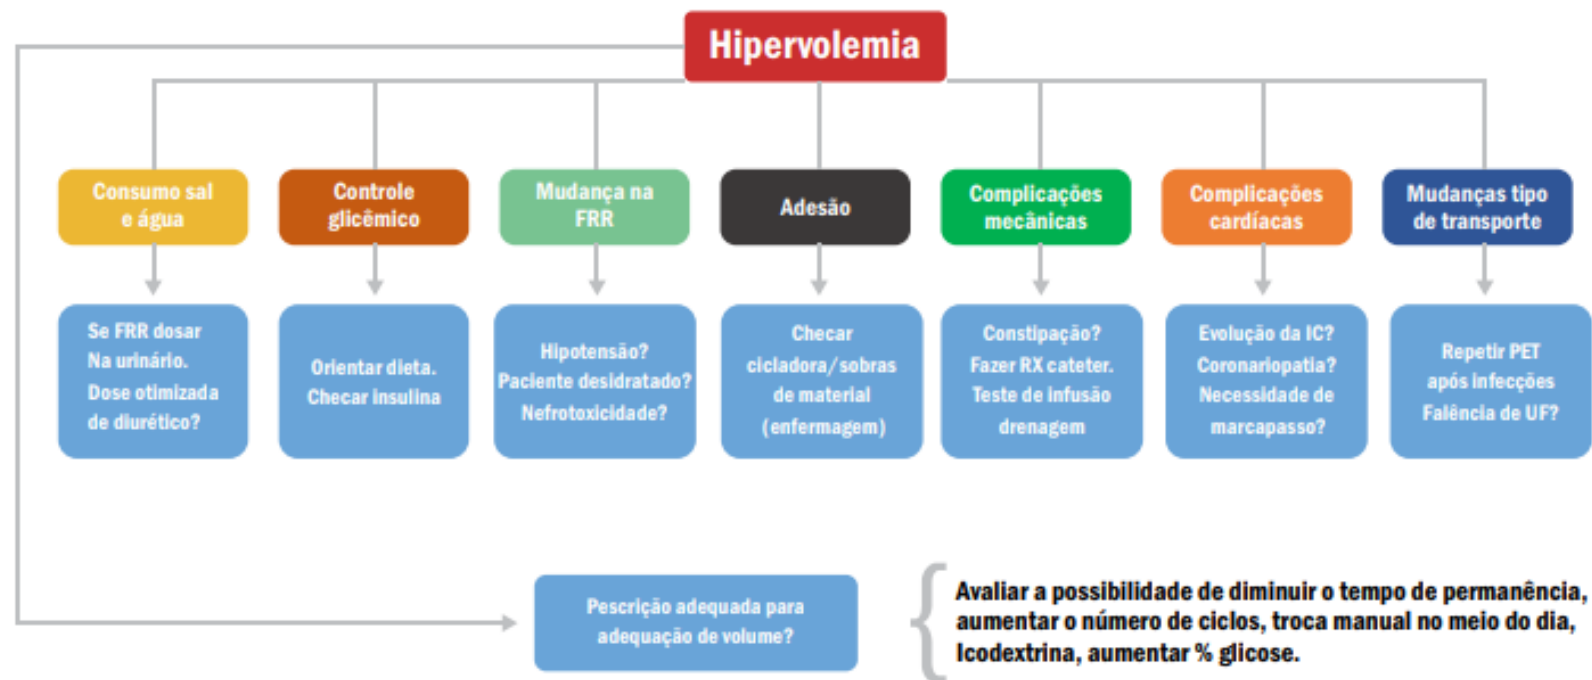 Hipervolemia
Consumo sal
e água
Controle
glicêmico
Mudança na
FRR
Adesão
Complicações
mecânicas
Complicações
cardíacas
Mudanças tipo
de transporte
Se FRR dosar
Na urinário.
Dose otimizada
de diurético?
Orientar dieta.
Checar insulina
Hipotensão?
Paciente desidratado?
Nefrotoxicidade?
Checar
cicladora/sobras
de material
(enfermagem)
Constipação?
Fazer RX cateter.
Teste de infusão
drenagem
Evolução da IC?
Coronariopatia?
Necessidade de
marcapasso?
Repetir PET
após infecções
Falência de UF?
Pescrição adequada para
adequação de volume?
Avaliar a possibilidade de diminuir o tempo de permanência,
aumentar o número de ciclos, troca manual no meio do dia,
Icodextrina, aumentar % glicose.